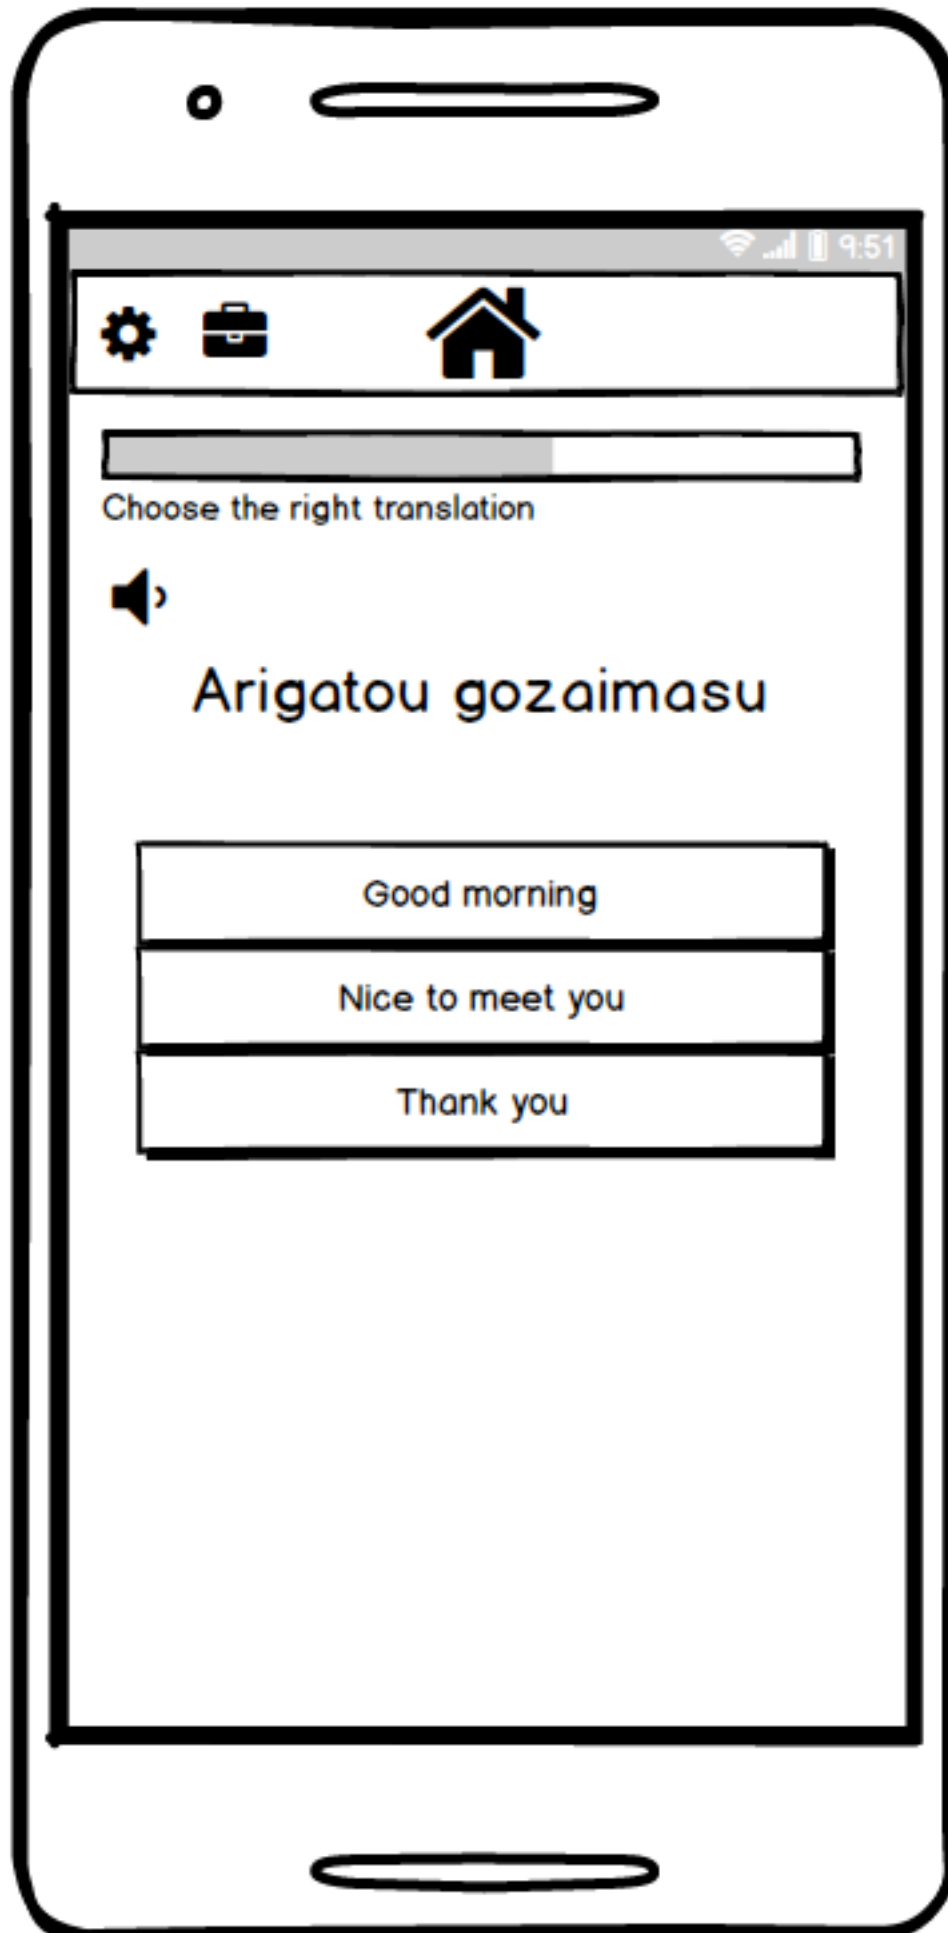 9:51
Choose the right translation
Arigatou gozaimasu
Good morning
Nice to meet you
Thank you